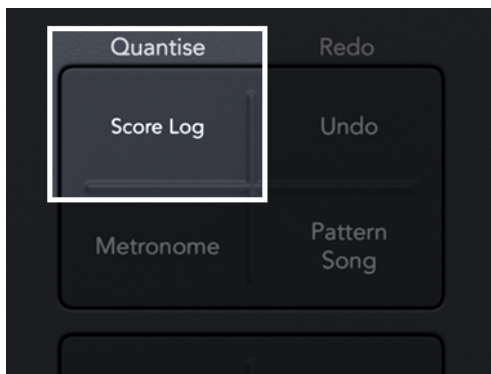 Quantise
Redo
Score Log
Undo
Metronome
Pattern
Song